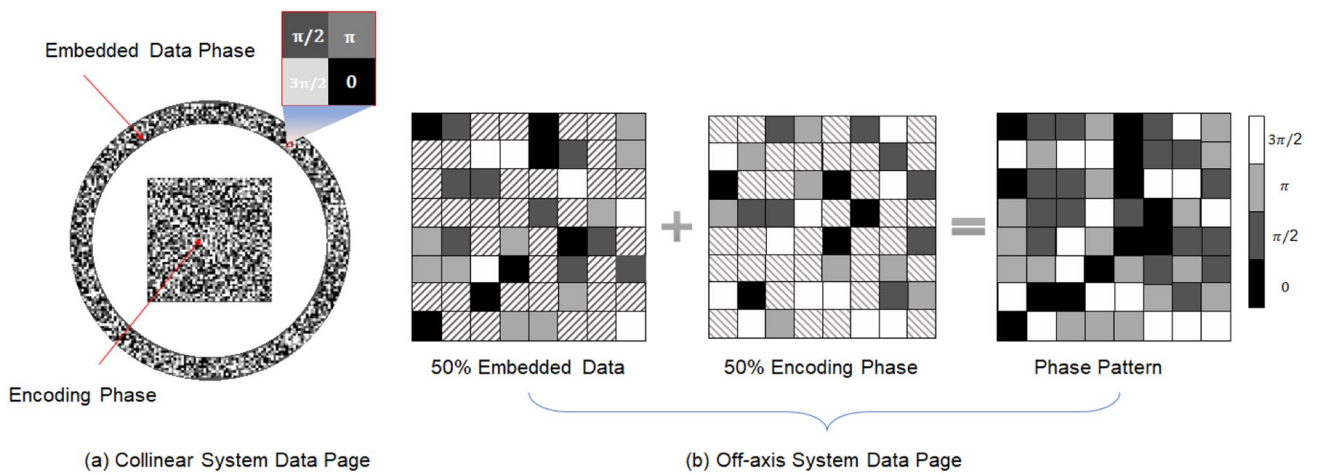 Embedded Data Phase
π/2 π
3π/2 0
Encoding Phase
50% Embedded Data
+
50% Encoding Phase
=
Phase Pattern
3π/2
π
π/2
0
(a) Collinear System Data Page
(b) Off-axis System Data Page